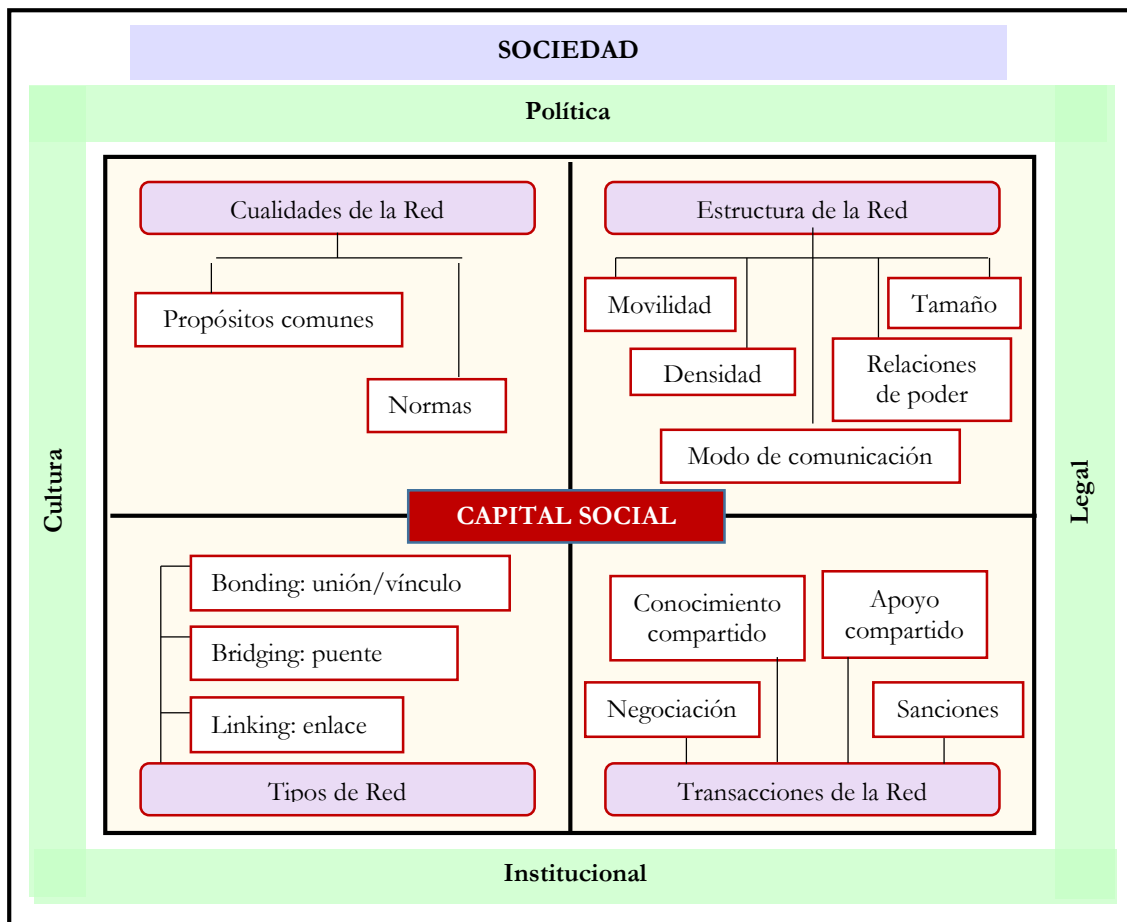 SOCIEDAD
Política
Cultura
Legal
Cualidades de la Red
Propósitos comunes
Normas
Estructura de la Red
Movilidad
Tamaño
Densidad
Relaciones
de poder
Modo de comunicación
CAPITAL SOCIAL
Bonding: unión/vínculo
Bridging: puente
Linking: enlace
Tipos de Red
Conocimiento
compartido
Apoyo
compartido
Negociación
Sanciones
Transacciones de la Red
Institucional